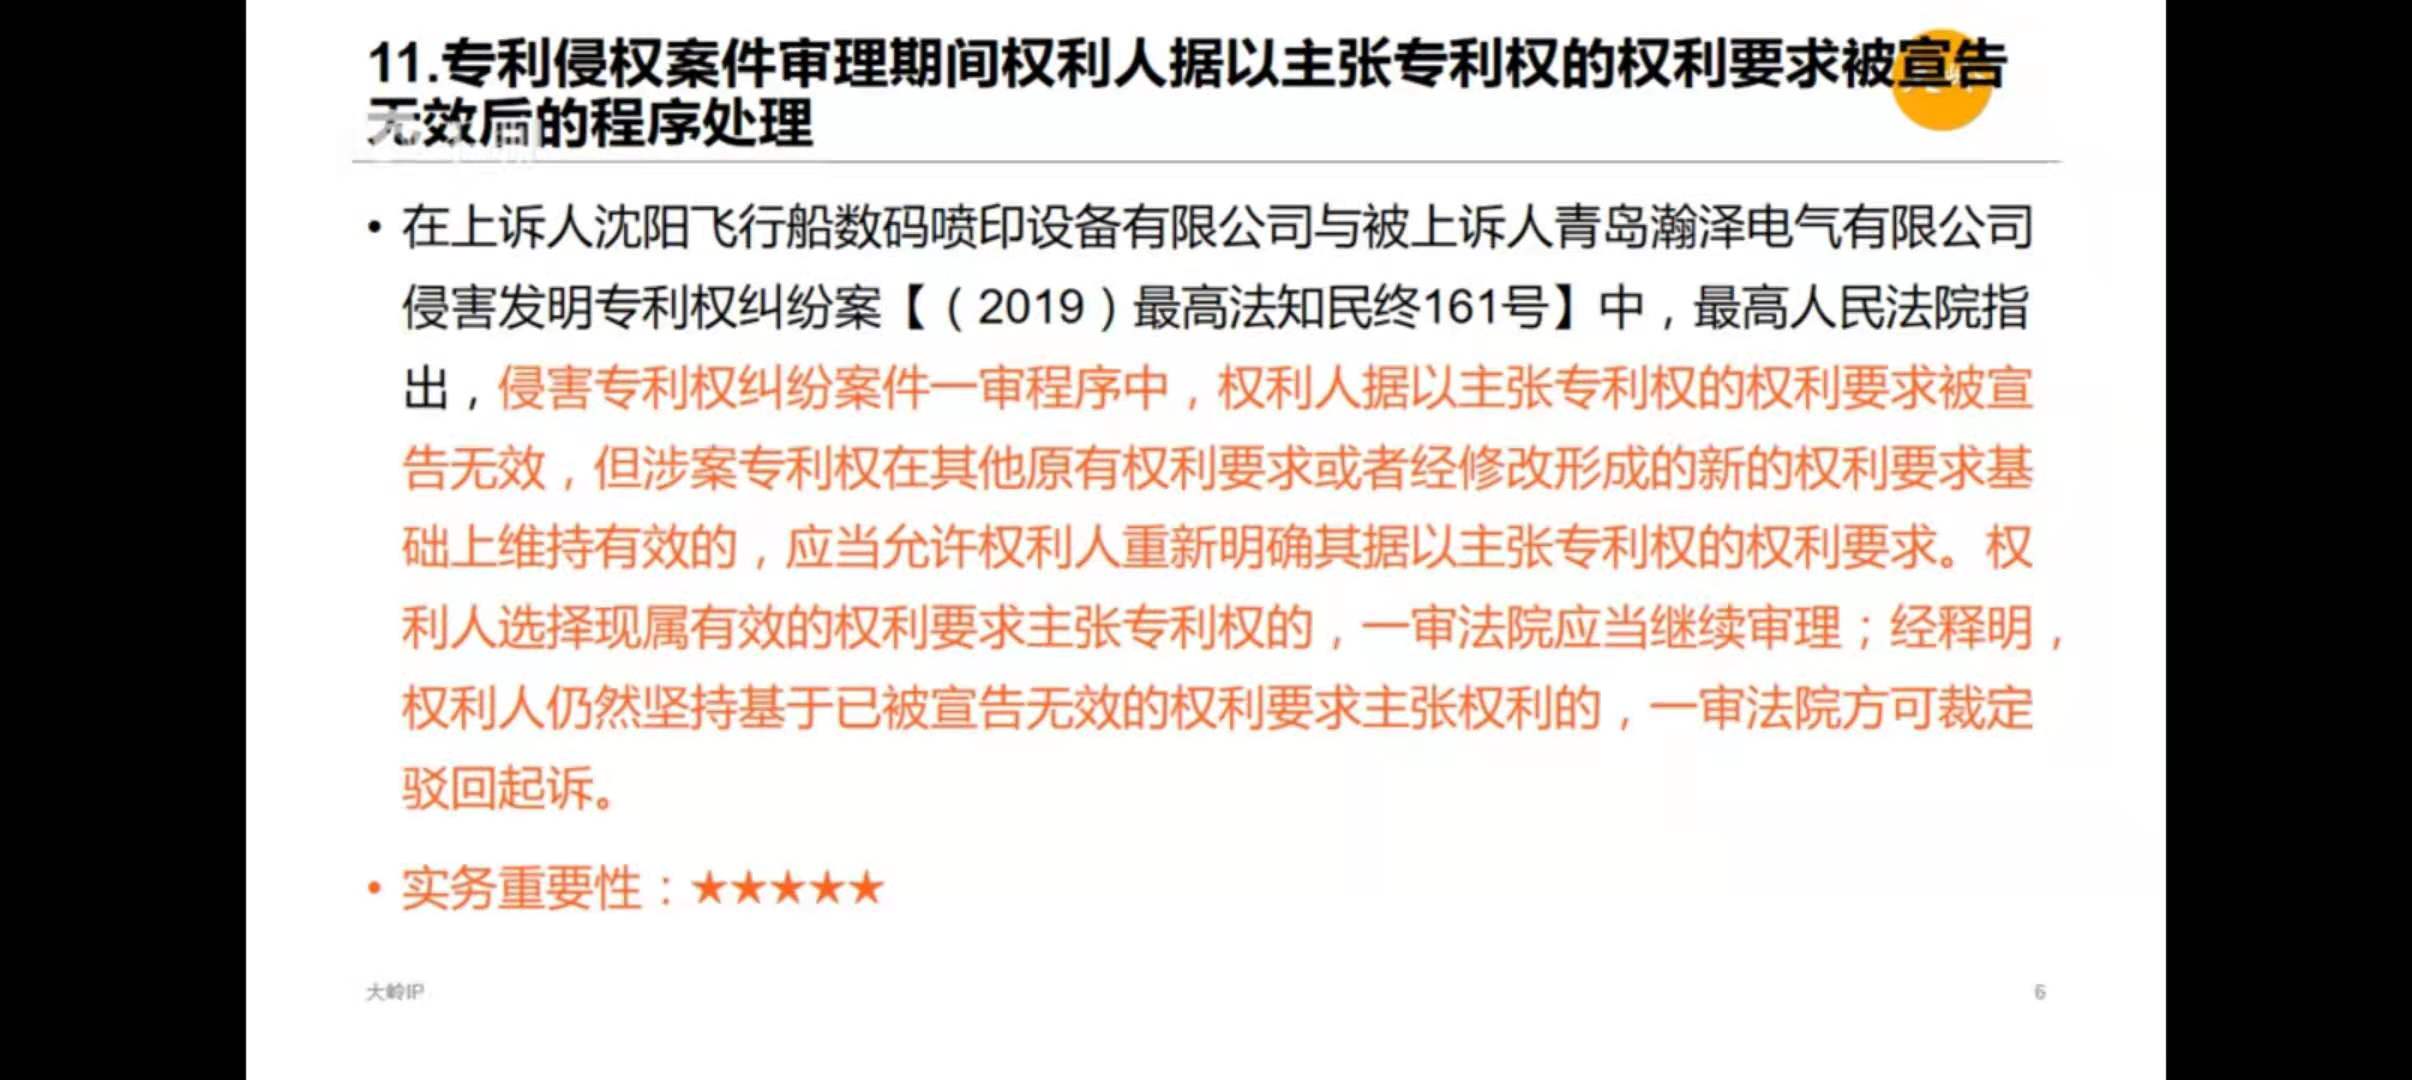 11.专利侵权案件审理期间权利人据以主张专利权的权利要求被宣告
无效后的程序处理
• 在上诉人沈阳飞行船数码喷印设备有限公司与被上诉人青岛瀚泽电气有限公司
侵害发明专利权纠纷案【（2019）最高法知民终161号】中，最高人民法院指
出，侵害专利权纠纷案件一审程序中，权利人据以主张专利权的权利要求被宣
告无效，但涉案专利权在其他原有权利要求或者经修改形成的新的权利要求基
础上维持有效的，应当允许权利人重新明确其据以主张专利权的权利要求。权
利人选择现属有效的权利要求主张专利权的，一审法院应当继续审理；经释明，
权利人仍然坚持基于已被宣告无效的权利要求主张权利的，一审法院方可裁定
驳回起诉。
• 实务重要性：★★★★★
大岭IP
6